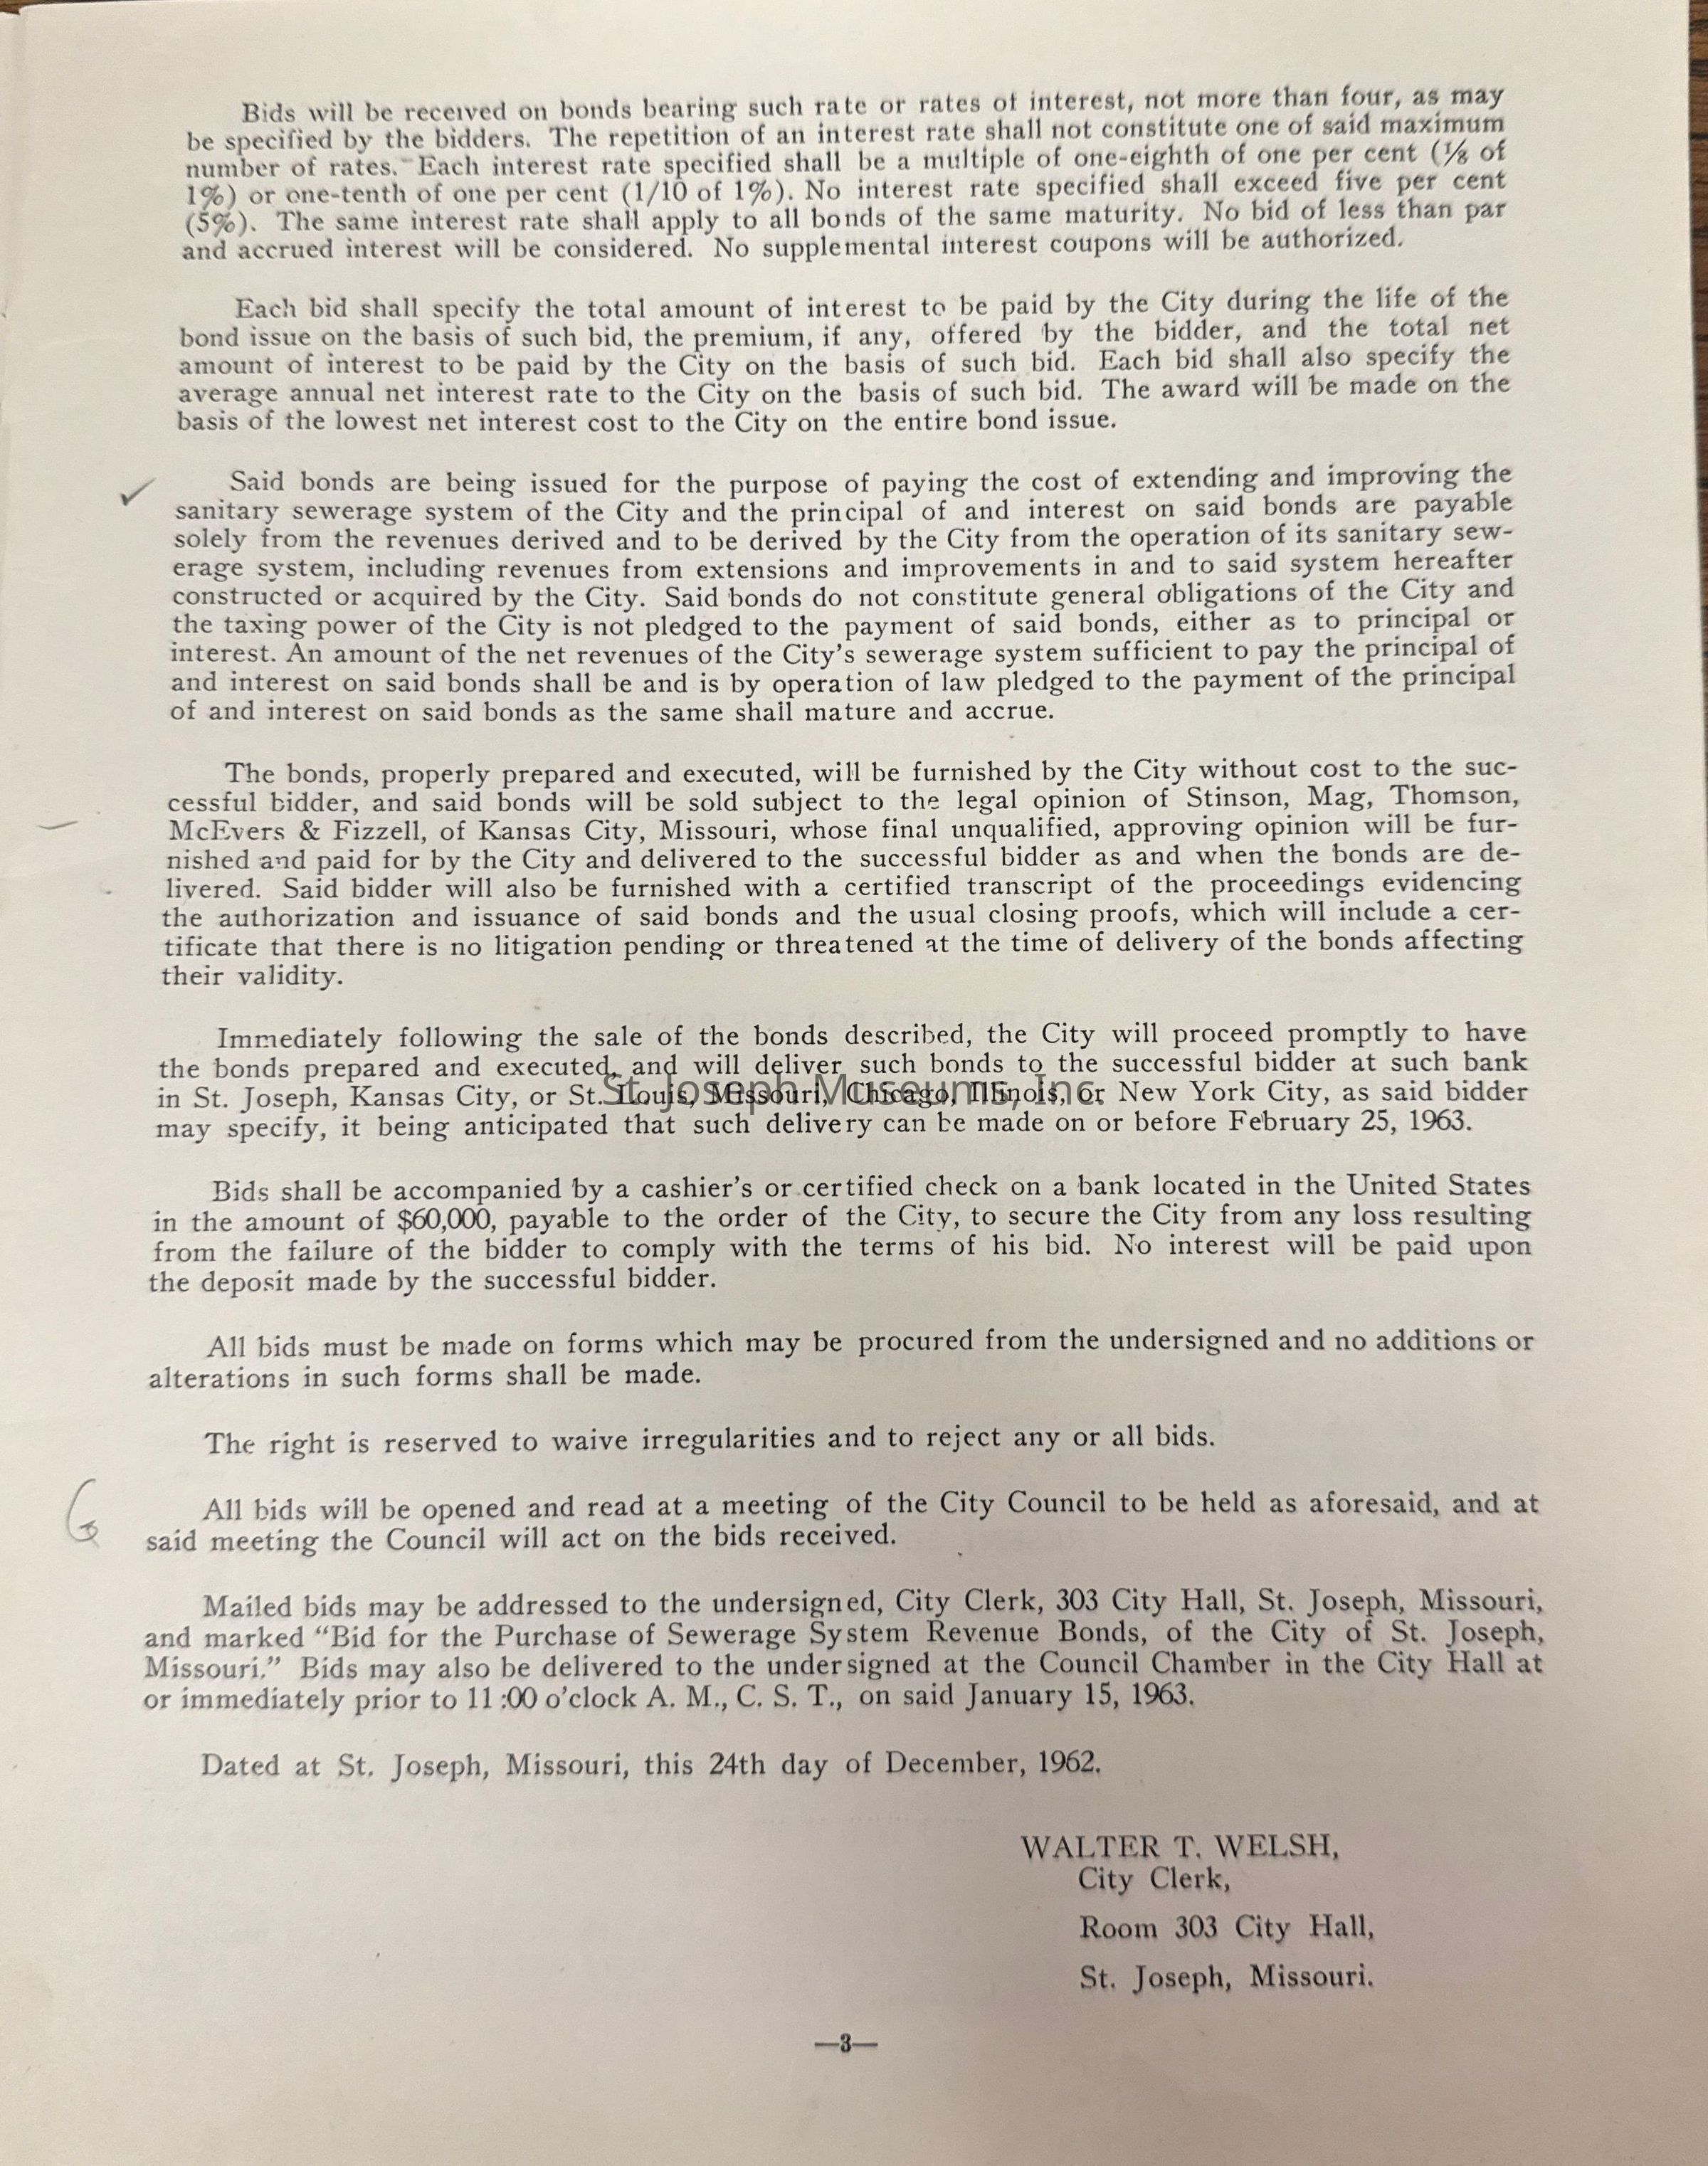 Bids will be received on bonds bearing such rate or rates of interest, not more than four, as may
be specified by the bidders. The repetition of an interest rate shall not constitute one of said maximum
number of rates. Each interest rate specified shall be a multiple of one-eighth of one per cent (⅛ of
1%) or one-tenth of one per cent (1/10 of 1%). No interest rate specified shall exceed five per cent
(5%). The same interest rate shall apply to all bonds of the same maturity. No bid of less than par
and accrued interest will be considered. No supplemental interest coupons will be authorized.
Each bid shall specify the total amount of interest to be paid by the City during the life of the
bond issue on the basis of such bid, the premium, if any, offered by the bidder, and the total net
amount of interest to be paid by the City on the basis of such bid. Each bid shall also specify the
average annual net interest rate to the City on the basis of such bid. The award will be made on the
basis of the lowest net interest cost to the City on the entire bond issue.
Said bonds are being issued for the purpose of paying the cost of extending and improving the
sanitary sewerage system of the City and the principal of and interest on said bonds are payable
solely from the revenues derived and to be derived by the City from the operation of its sanitary sew-
erage system, including revenues from extensions and improvements in and to said system hereafter
constructed or acquired by the City. Said bonds do not constitute general obligations of the City and
the taxing power of the City is not pledged to the payment of said bonds, either as to principal or
interest. An amount of the net revenues of the City's sewerage system sufficient to pay the principal of
and interest on said bonds shall be and is by operation of law pledged to the payment of the principal
of and interest on said bonds as the same shall mature and accrue.
The bonds, properly prepared and executed, will be furnished by the City without cost to the suc-
cessful bidder, and said bonds will be sold subject to the legal opinion of Stinson, Mag, Thomson,
McEvers & Fizzell, of Kansas City, Missouri, whose final unqualified, approving opinion will be fur-
nished and paid for by the City and delivered to the successful bidder as and when the bonds are de-
livered. Said bidder will also be furnished with a certified transcript of the proceedings evidencing
the authorization and issuance of said bonds and the usual closing proofs, which will include a cer-
tificate that there is no litigation pending or threatened at the time of delivery of the bonds affecting
their validity.
Immediately following the sale of the bonds described, the City will proceed promptly to have
the bonds prepared and executed, and will deliver such bonds to the successful bidder at such bank
in St. Joseph, Kansas City, or St. Louis, Missouri, Chicago, Illinois, or New York City, as said bidder
St. Joseph Museums, Inc.
may specify, it being anticipated that such delivery can be made on or before February 25, 1963.
Bids shall be accompanied by a cashier's or certified check on a bank located in the United States
in the amount of $60,000, payable to the order of the City, to secure the City from any loss resulting
from the failure of the bidder to comply with the terms of his bid. No interest will be paid upon
the deposit made by the successful bidder.
All bids must be made on forms which may be procured from the undersigned and no additions or
alterations in such forms shall be made.
The right is reserved to waive irregularities and to reject any or all bids.
All bids will be opened and read at a meeting of the City Council to be held as aforesaid, and at
said meeting the Council will act on the bids received.
Mailed bids may be addressed to the undersigned, City Clerk, 303 City Hall, St. Joseph, Missouri,
and marked "Bid for the Purchase of Sewerage System Revenue Bonds, of the City of St. Joseph,
Missouri." Bids may also be delivered to the undersigned at the Council Chamber in the City Hall at
or immediately prior to 11:00 o'clock A. M., C. S. T., on said January 15, 1963.
Dated at St. Joseph, Missouri, this 24th day of December, 1962.
WALTER T. WELSH,
City Clerk,
Room 303 City Hall,
St. Joseph, Missouri.
—3—